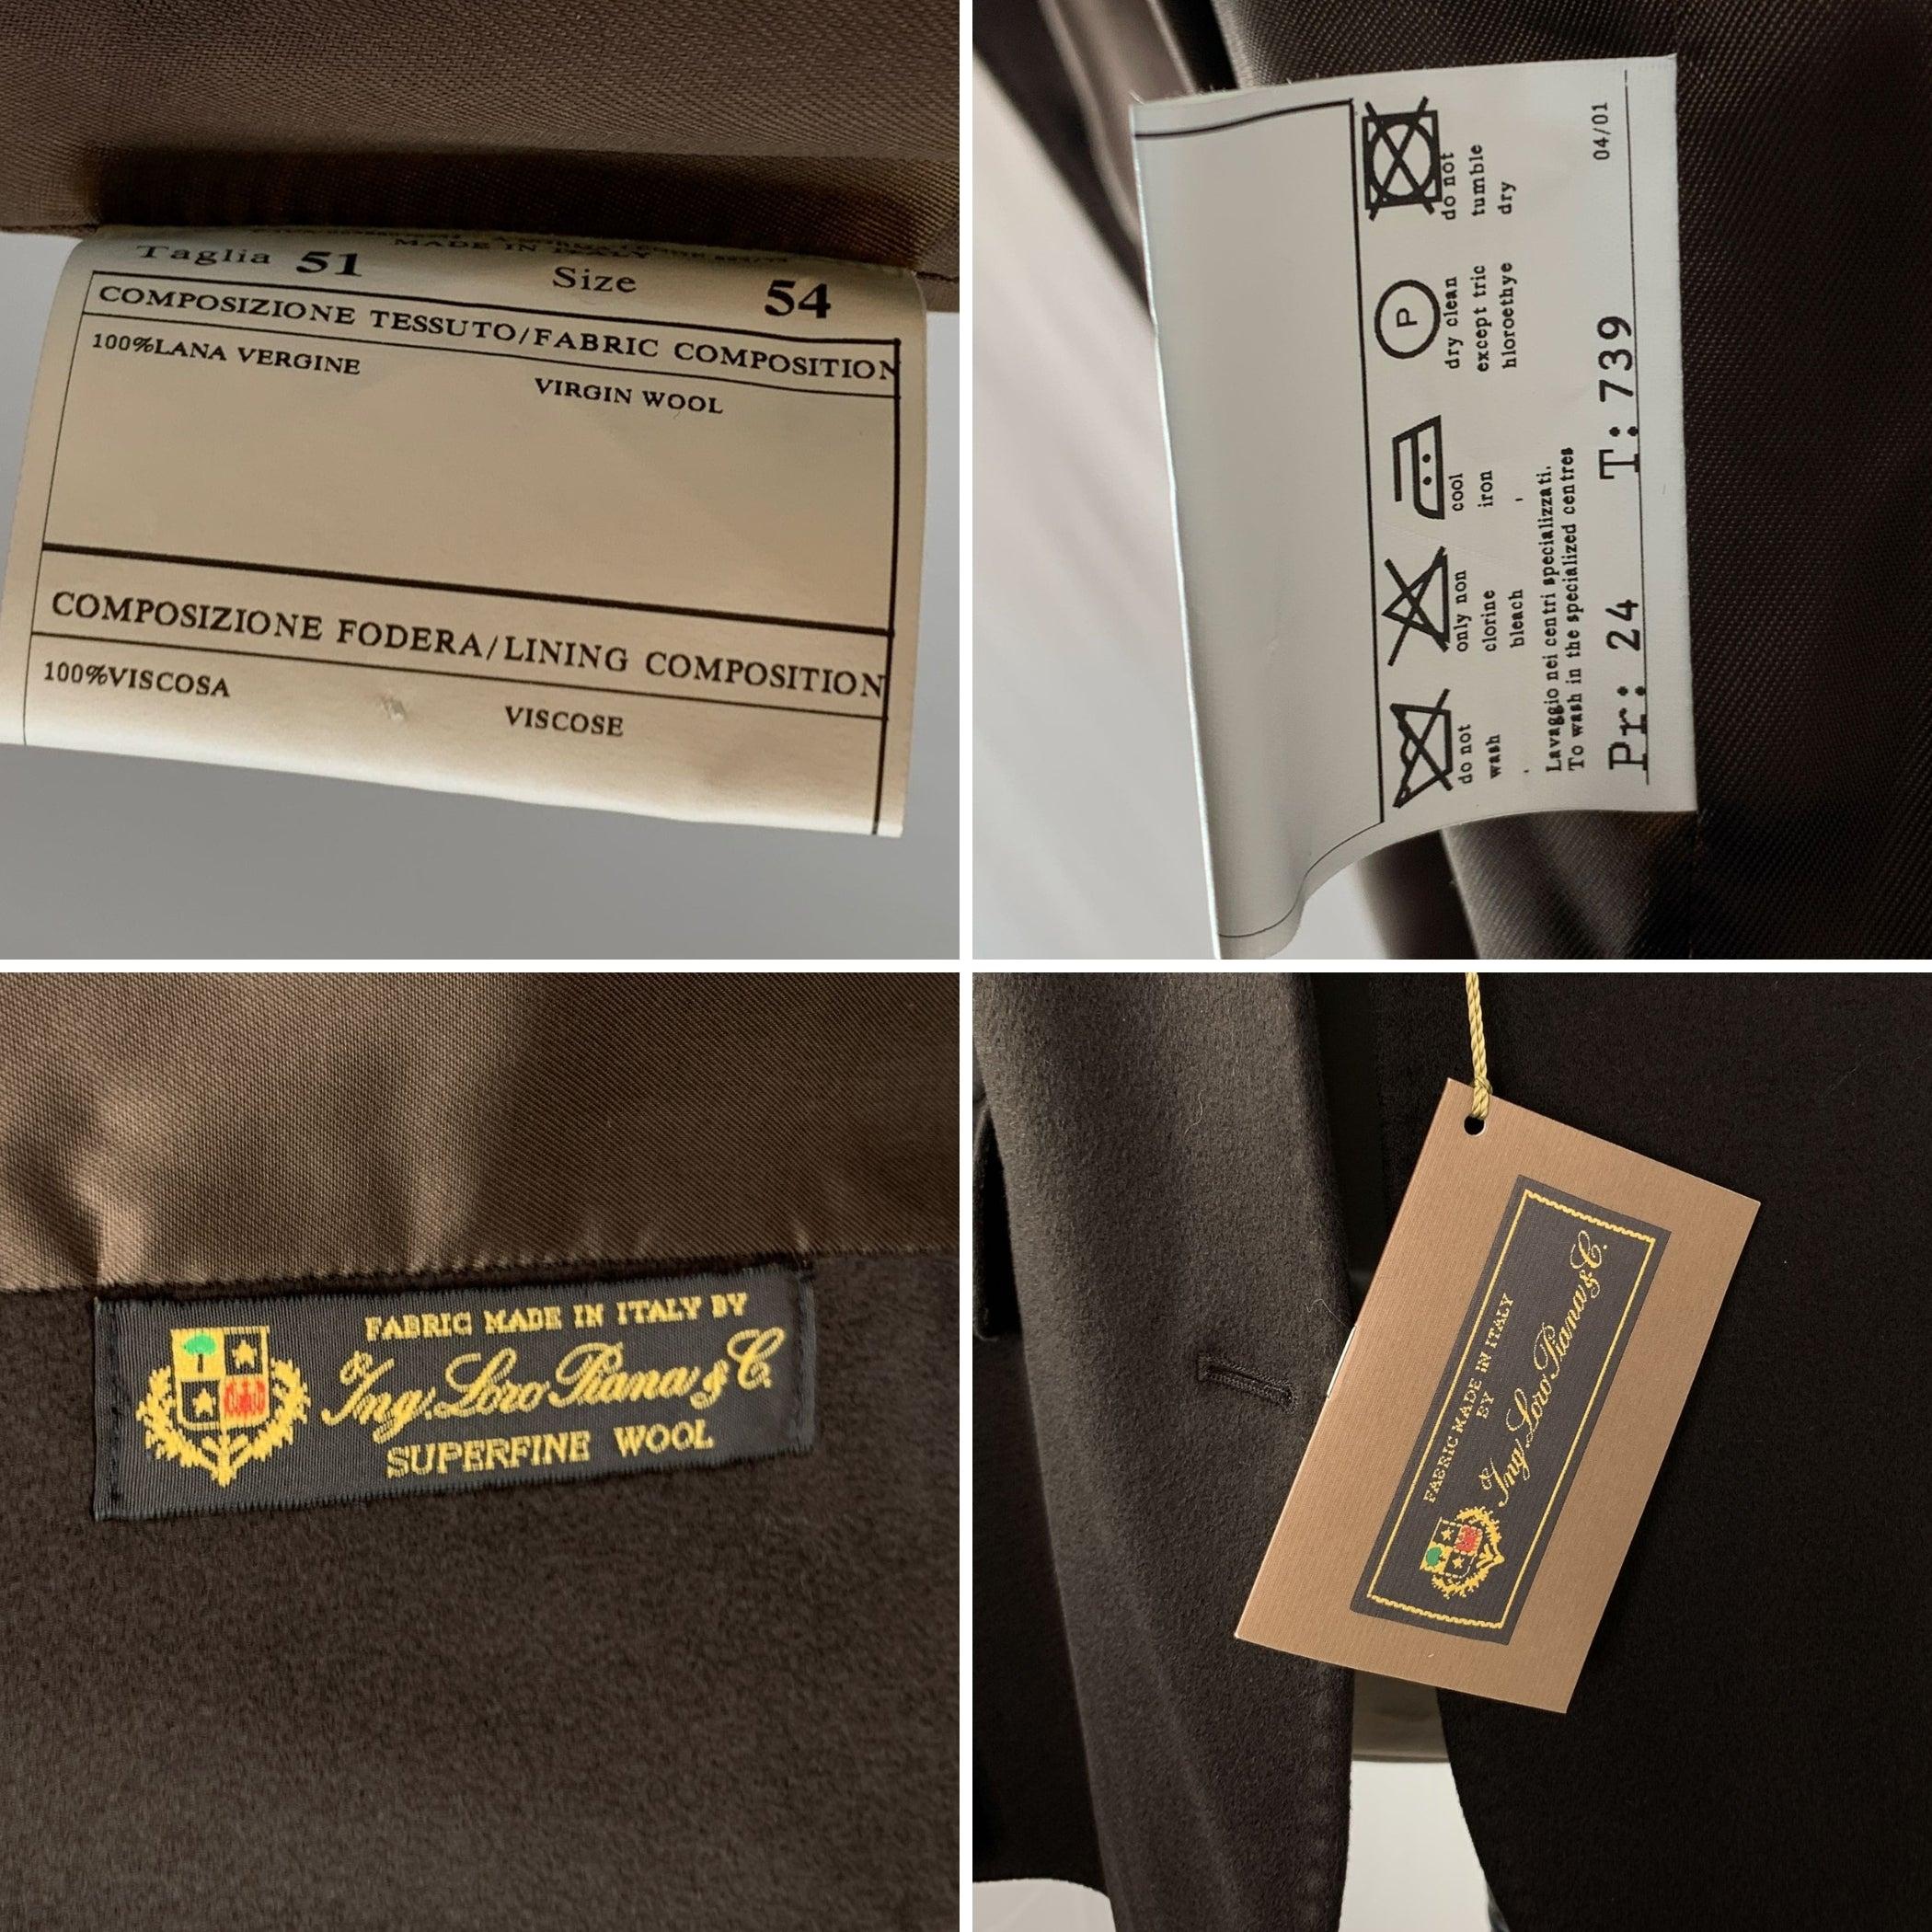 MADE IN ITALY
Taglia 51 Size 54
COMPOSIZIONE TESSUTO/FABRIC COMPOSITION
100%LANA VERGINE VIRGIN WOOL
COMPOSIZIONE FODERA/LINING COMPOSITION
100%VISCOSA VISCOSE
do not
wash
only non
clorine
bleach
cool
iron
P
dry clean
except tric
hloroethye
do not
tumble
dry
Lavaggio nei centri specializzati.
To wash in the specialized centres
Pr: 24 T: 739
04/01
FABRIC MADE IN ITALY BY
Ing. Loro Piana & C.
SUPERFINE WOOL
FABRIC MADE IN ITALY
BY
Ing. Loro Piana & C.